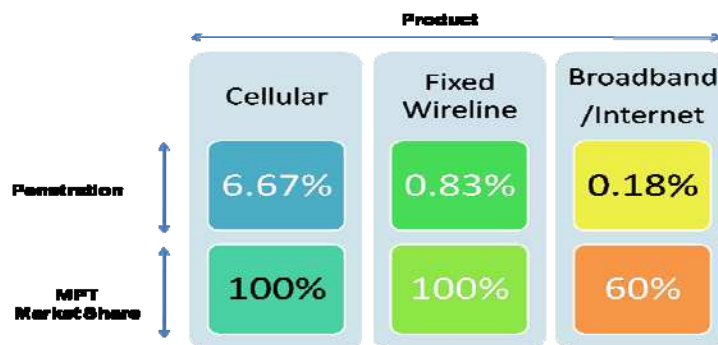 Product
Cellular
Fixed
Wireline
Broadband
/Internet
Penetration
6.67%
0.83%
0.18%
MPT
Market Share
100%
100%
60%